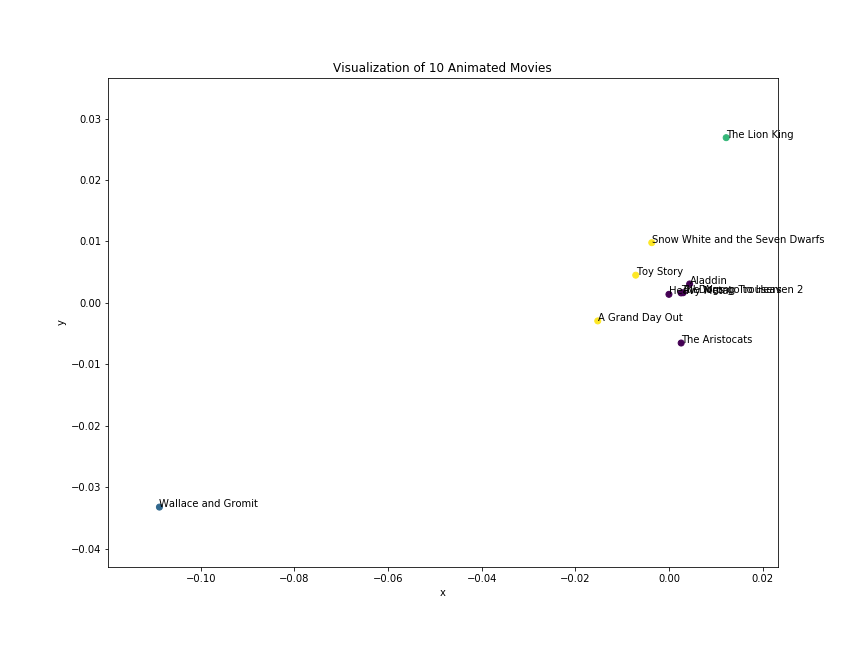 Visualization of 10 Animated Movies
0.03
0.02
0.01
0.00
−0.01
−0.02
−0.03
−0.04
y
The Lion King
Snow White and the Seven Dwarfs
Toy Story
Aladdin
A Grand Day Out
The Aristocats
Wallace and Gromit
−0.10
−0.08
−0.06
−0.04
−0.02
0.00
0.02
x